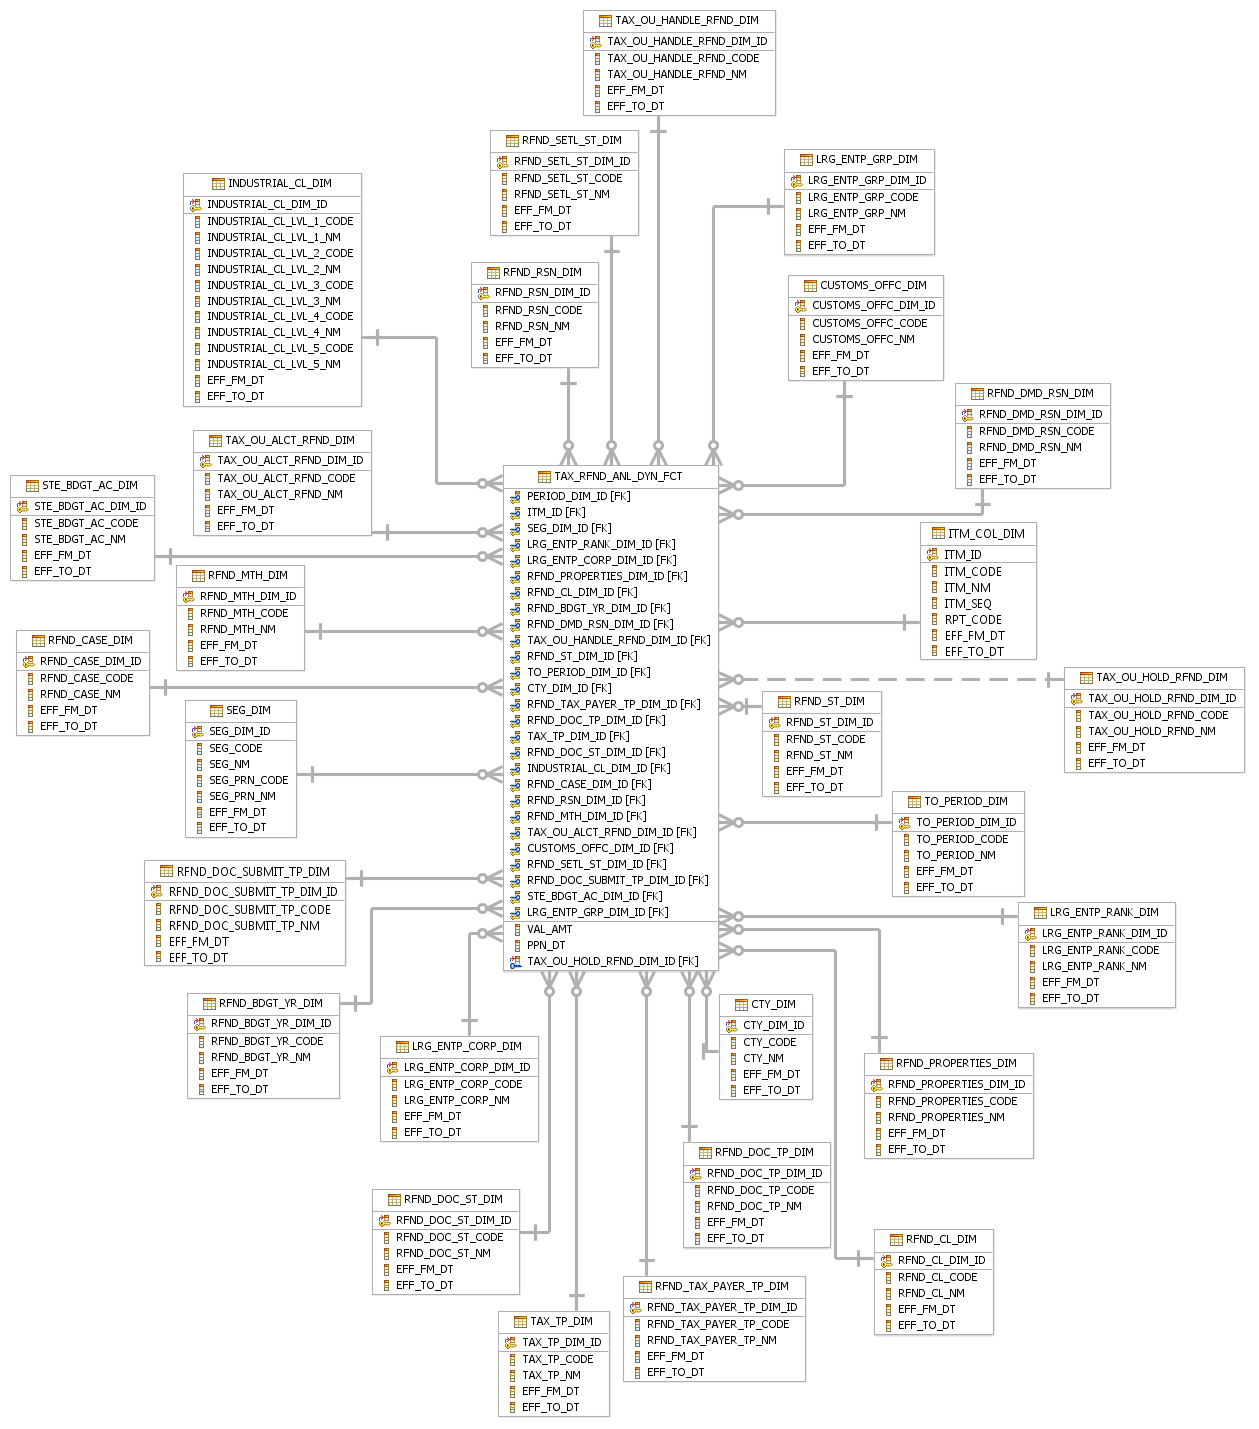 TAX_OU_HANDLE_RFND_DIM
TAX_OU_HANDLE_RFND_DIM_ID
TAX_OU_HANDLE_RFND_CODE
TAX_OU_HANDLE_RFND_NM
EFF_FM_DT
EFF_TO_DT
RFND_SETL_ST_DIM
RFND_SETL_ST_DIM_ID
RFND_SETL_ST_CODE
RFND_SETL_ST_NM
EFF_FM_DT
EFF_TO_DT
LRG_ENTP_GRP_DIM
LRG_ENTP_GRP_DIM_ID
LRG_ENTP_GRP_CODE
LRG_ENTP_GRP_NM
EFF_FM_DT
EFF_TO_DT
INDUSTRIAL_CL_DIM
INDUSTRIAL_CL_DIM_ID
INDUSTRIAL_CL_LVL_1_CODE
INDUSTRIAL_CL_LVL_1_NM
INDUSTRIAL_CL_LVL_2_CODE
INDUSTRIAL_CL_LVL_2_NM
INDUSTRIAL_CL_LVL_3_CODE
INDUSTRIAL_CL_LVL_3_NM
INDUSTRIAL_CL_LVL_4_CODE
INDUSTRIAL_CL_LVL_4_NM
INDUSTRIAL_CL_LVL_5_CODE
INDUSTRIAL_CL_LVL_5_NM
EFF_FM_DT
EFF_TO_DT
RFND_RSN_DIM
RFND_RSN_DIM_ID
RFND_RSN_CODE
RFND_RSN_NM
EFF_FM_DT
EFF_TO_DT
CUSTOMS_OFFC_DIM
CUSTOMS_OFFC_DIM_ID
CUSTOMS_OFFC_CODE
CUSTOMS_OFFC_NM
EFF_FM_DT
EFF_TO_DT
RFND_DMD_RSN_DIM
RFND_DMD_RSN_DIM_ID
RFND_DMD_RSN_CODE
RFND_DMD_RSN_NM
EFF_FM_DT
EFF_TO_DT
TAX_OU_ALCT_RFND_DIM
TAX_OU_ALCT_RFND_DIM_ID
TAX_OU_ALCT_RFND_CODE
TAX_OU_ALCT_RFND_NM
EFF_FM_DT
EFF_TO_DT
STE_BDGT_AC_DIM
STE_BDGT_AC_DIM_ID
STE_BDGT_AC_CODE
STE_BDGT_AC_NM
EFF_FM_DT
EFF_TO_DT
TAX_RFND_ANL_DYN_FCT
PERIOD_DIM_ID [FK]
ITM_ID [FK]
SEG_DIM_ID [FK]
LRG_ENTP_RANK_DIM_ID [FK]
LRG_ENTP_CORP_DIM_ID [FK]
RFND_PROPERTIES_DIM_ID [FK]
RFND_CL_DIM_ID [FK]
RFND_BDGT_YR_DIM_ID [FK]
RFND_DMD_RSN_DIM_ID [FK]
TAX_OU_HANDLE_RFND_DIM_ID [FK]
RFND_ST_DIM_ID [FK]
TO_PERIOD_DIM_ID [FK]
CTY_DIM_ID [FK]
RFND_TAX_PAYER_TP_DIM_ID [FK]
RFND_DOC_TP_DIM_ID [FK]
TAX_TP_DIM_ID [FK]
RFND_DOC_ST_DIM_ID [FK]
INDUSTRIAL_CL_DIM_ID [FK]
RFND_CASE_DIM_ID [FK]
RFND_RSN_DIM_ID [FK]
RFND_MTH_DIM_ID [FK]
TAX_OU_ALCT_RFND_DIM_ID [FK]
CUSTOMS_OFFC_DIM_ID [FK]
RFND_SETL_ST_DIM_ID [FK]
RFND_DOC_SUBMIT_TP_DIM_ID [FK]
STE_BDGT_AC_DIM_ID [FK]
LRG_ENTP_GRP_DIM_ID [FK]
VAL_AMT
PPN_DT
TAX_OU_HOLD_RFND_DIM_ID [FK]
ITM_COL_DIM
ITM_ID
ITM_CODE
ITM_NM
ITM_SEQ
RPT_CODE
EFF_FM_DT
EFF_TO_DT
RFND_MTH_DIM
RFND_MTH_DIM_ID
RFND_MTH_CODE
RFND_MTH_NM
EFF_FM_DT
EFF_TO_DT
RFND_CASE_DIM
RFND_CASE_DIM_ID
RFND_CASE_CODE
RFND_CASE_NM
EFF_FM_DT
EFF_TO_DT
TAX_OU_HOLD_RFND_DIM
TAX_OU_HOLD_RFND_DIM_ID
TAX_OU_HOLD_RFND_CODE
TAX_OU_HOLD_RFND_NM
EFF_FM_DT
EFF_TO_DT
RFND_ST_DIM
RFND_ST_DIM_ID
RFND_ST_CODE
RFND_ST_NM
EFF_FM_DT
EFF_TO_DT
SEG_DIM
SEG_DIM_ID
SEG_CODE
SEG_NM
SEG_PRN_CODE
SEG_PRN_NM
EFF_FM_DT
EFF_TO_DT
TO_PERIOD_DIM
TO_PERIOD_DIM_ID
TO_PERIOD_CODE
TO_PERIOD_NM
EFF_FM_DT
EFF_TO_DT
RFND_DOC_SUBMIT_TP_DIM
RFND_DOC_SUBMIT_TP_DIM_ID
RFND_DOC_SUBMIT_TP_CODE
RFND_DOC_SUBMIT_TP_NM
EFF_FM_DT
EFF_TO_DT
LRG_ENTP_RANK_DIM
LRG_ENTP_RANK_DIM_ID
LRG_ENTP_RANK_CODE
LRG_ENTP_RANK_NM
EFF_FM_DT
EFF_TO_DT
RFND_BDGT_YR_DIM
RFND_BDGT_YR_DIM_ID
RFND_BDGT_YR_CODE
RFND_BDGT_YR_NM
EFF_FM_DT
EFF_TO_DT
CTY_DIM
CTY_DIM_ID
CTY_CODE
CTY_NM
EFF_FM_DT
EFF_TO_DT
LRG_ENTP_CORP_DIM
LRG_ENTP_CORP_DIM_ID
LRG_ENTP_CORP_CODE
LRG_ENTP_CORP_NM
EFF_FM_DT
EFF_TO_DT
RFND_PROPERTIES_DIM
RFND_PROPERTIES_DIM_ID
RFND_PROPERTIES_CODE
RFND_PROPERTIES_NM
EFF_FM_DT
EFF_TO_DT
RFND_DOC_TP_DIM
RFND_DOC_TP_DIM_ID
RFND_DOC_TP_CODE
RFND_DOC_TP_NM
EFF_FM_DT
EFF_TO_DT
RFND_DOC_ST_DIM
RFND_DOC_ST_DIM_ID
RFND_DOC_ST_CODE
RFND_DOC_ST_NM
EFF_FM_DT
EFF_TO_DT
RFND_CL_DIM
RFND_CL_DIM_ID
RFND_CL_CODE
RFND_CL_NM
EFF_FM_DT
EFF_TO_DT
RFND_TAX_PAYER_TP_DIM
RFND_TAX_PAYER_TP_DIM_ID
RFND_TAX_PAYER_TP_CODE
RFND_TAX_PAYER_TP_NM
EFF_FM_DT
EFF_TO_DT
TAX_TP_DIM
TAX_TP_DIM_ID
TAX_TP_CODE
TAX_TP_NM
EFF_FM_DT
EFF_TO_DT